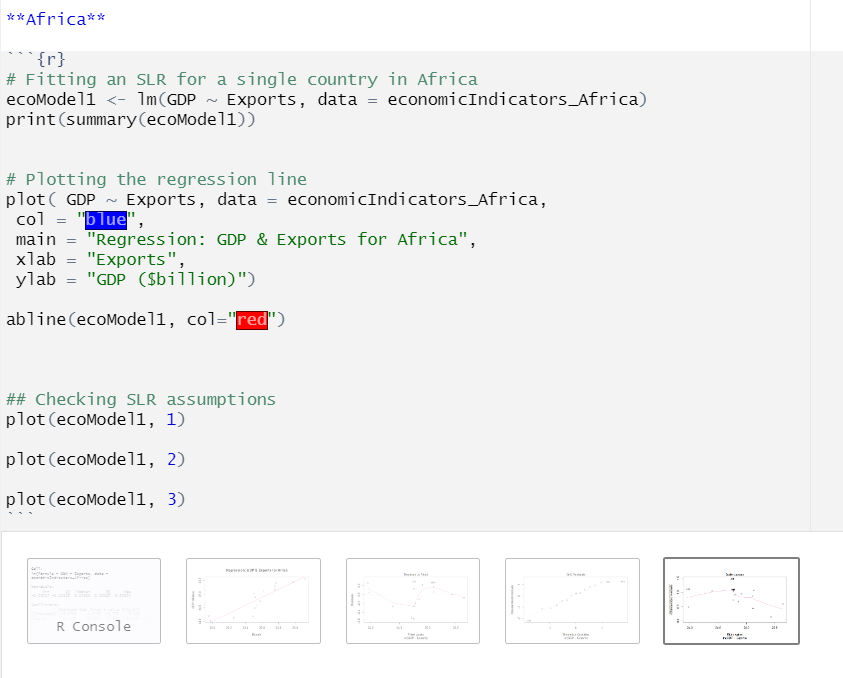 **Africa**
```{r}
# Fitting an SLR for a single country in Africa
ecoModel1 <- lm(GDP ~ Exports, data = economicIndicators_Africa)
print(summary(ecoModel1))
# Plotting the regression line
plot( GDP ~ Exports, data = economicIndicators_Africa,
col = "blue",
main = "Regression: GDP & Exports for Africa",
xlab = "Exports",
ylab = "GDP ($billion)")
abline(ecoModel1, col="red")
## Checking SLR assumptions
plot(ecoModel1, 1)
plot(ecoModel1, 2)
plot(ecoModel1, 3)
```
R Console